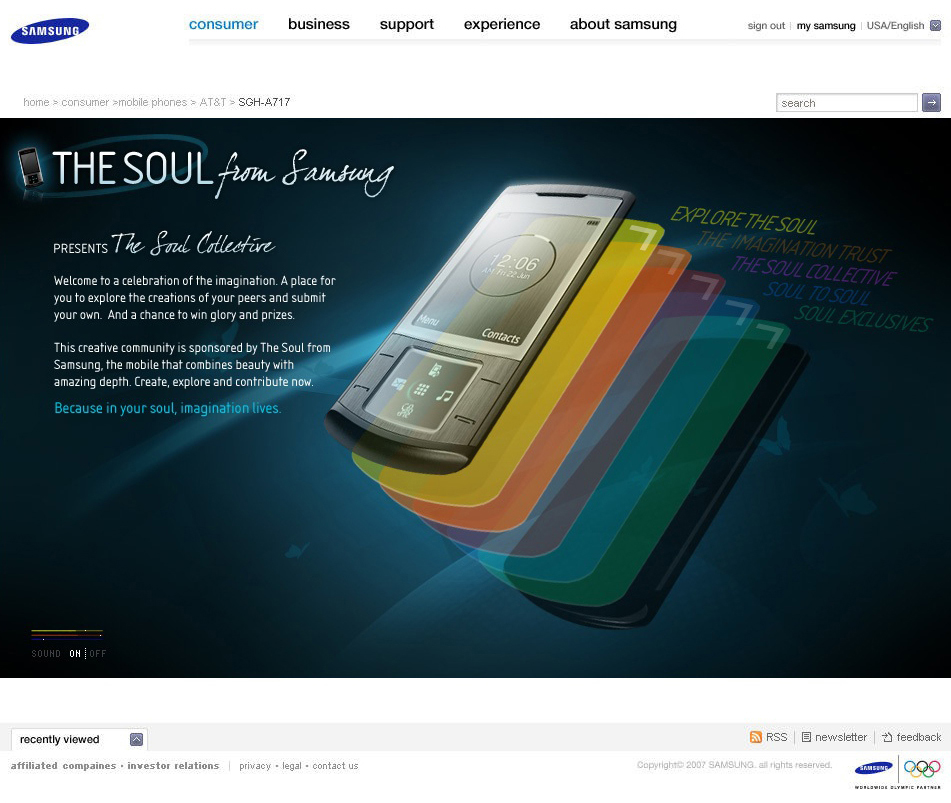 SAMSUNG
consumer business support experience about samsung
sign out | my samsung | USA/English
home > consumer >mobile phones > AT&T > SGH-A717
search
THE SOUL from Samsung
PRESENTS The Soul Collective
Welcome to a celebration of the imagination. A place for
you to explore the creations of your peers and submit
your own. And a chance to win glory and prizes.
This creative community is sponsored by The Soul from
Samsung, the mobile that combines beauty with
amazing depth. Create, explore and contribute now.
Because in your soul, imagination lives.
12:06
AM Fri 22 Jun
Menu Contacts
EXPLORE THE SOUL
THE IMAGINATION TRUST
THE SOUL COLLECTIVE
SOUL TO SOUL
SOUL EXCLUSIVES
SOUND ON OFF
recently viewed
RSS | newsletter | feedback
affiliated compaines • investor relations | privacy • legal • contact us
Copyright© 2007 SAMSUNG. all rights reserved.
SAMSUNG
WORLDWIDE OLYMPIC PARTNER